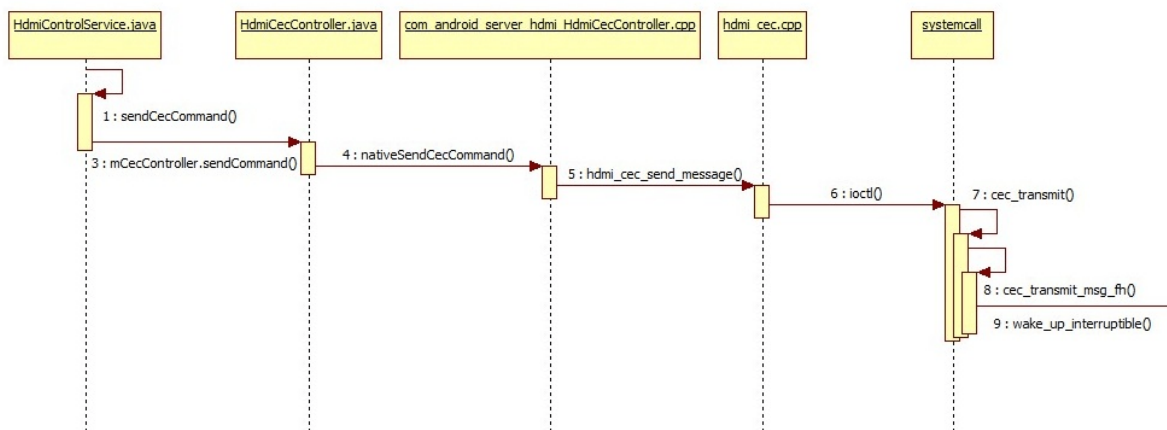 HdmiControlService.java
HdmiCecController.java
com_android_server_hdmi_HdmiCecController.cpp
hdmi_cec.cpp
systemcall
1 : sendCecCommand()
3 : mCecController.sendCommand()
4 : nativeSendCecCommand()
5 : hdmi_cec_send_message()
6 : ioctl()
7 : cec_transmit()
8 : cec_transmit_msg_fh()
9 : wake_up_interruptible()